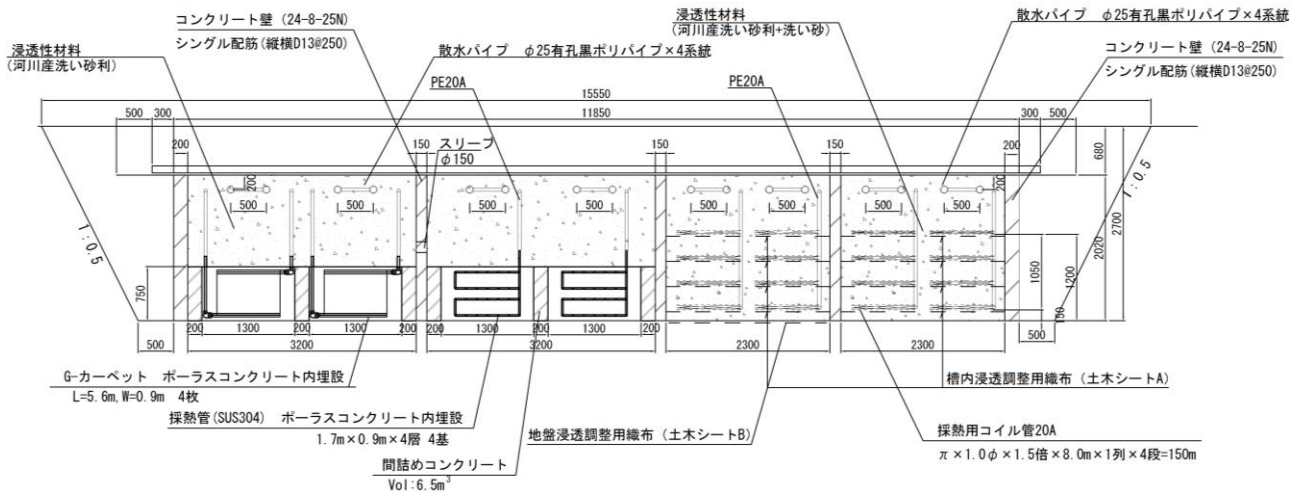 コンクリート壁 (24-8-25N)
シングル配筋(縦横D13@250)
浸透性材料
(河川産洗い砂利)
散水パイプ φ25有孔黒ポリパイプ×4系統
浸透性材料
(河川産洗い砂利+洗い砂)
散水パイプ φ25有孔黒ポリパイプ×4系統
コンクリート壁 (24-8-25N)
シングル配筋(縦横D13@250)
PE20A
PE20A
15550
500
300
11850
300
500
200
150
スリーブ
φ150
150
150
200
680
1:0.5
1:0.5
200
200
500
500
500
500
500
500
500
500
2020
2700
1050
1200
150
750
200
1300
200
1300
200
200
1300
200
1300
200
500
3200
3200
2300
2300
500
G-カーペット ポーラスコンクリート内埋設
L=5.6m,W=0.9m 4枚
採熱管(SUS304) ポーラスコンクリート内埋設
1.7m×0.9m×4層 4基
間詰めコンクリート
Vol:6.5m³
地盤浸透調整用織布 (土木シートB)
槽内浸透調整用織布 (土木シートA)
採熱用コイル管20A
π×1.0φ×1.5倍×8.0m×1列×4段=150m